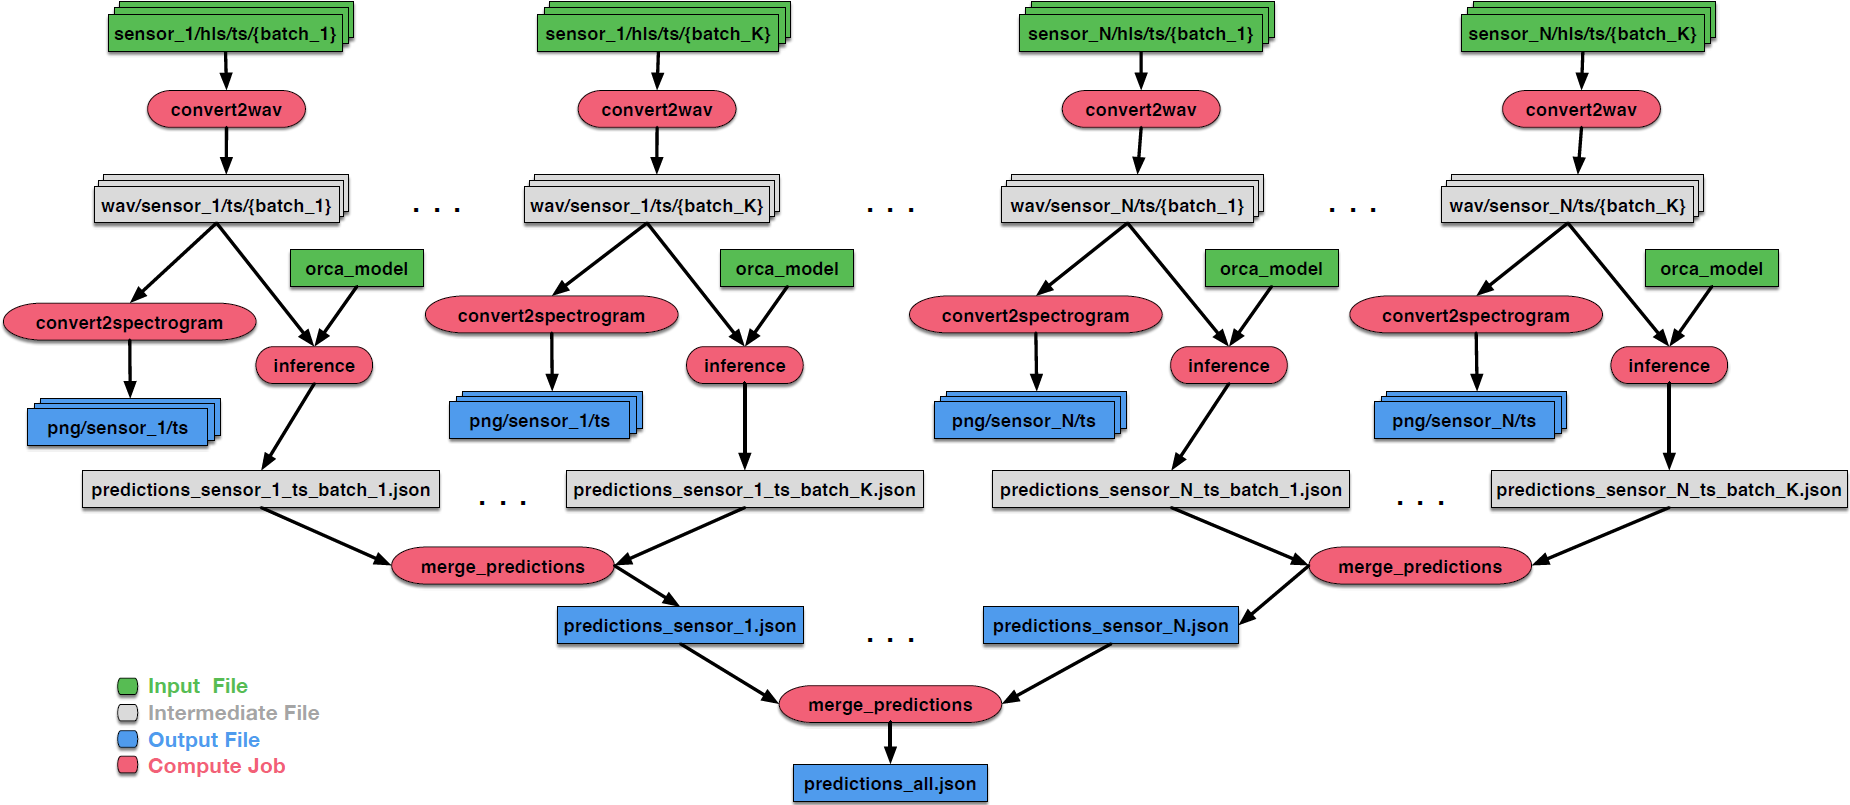 sensor_1/hls/ts/{batch_1}
sensor_1/hls/ts/{batch_K}
sensor_N/hls/ts/{batch_1}
sensor_N/hls/ts/{batch_K}
convert2wav
convert2wav
convert2wav
convert2wav
wav/sensor_1/ts/{batch_1}
. . .
wav/sensor_1/ts/{batch_K}
. . .
wav/sensor_N/ts/{batch_1}
. . .
wav/sensor_N/ts/{batch_K}
orca_model
orca_model
orca_model
orca_model
convert2spectrogram
convert2spectrogram
convert2spectrogram
convert2spectrogram
inference
inference
inference
inference
png/sensor_1/ts
png/sensor_1/ts
png/sensor_N/ts
png/sensor_N/ts
predictions_sensor_1_ts_batch_1.json
. . .
predictions_sensor_1_ts_batch_K.json
predictions_sensor_N_ts_batch_1.json
. . .
predictions_sensor_N_ts_batch_K.json
merge_predictions
merge_predictions
predictions_sensor_1.json
. . .
predictions_sensor_N.json
merge_predictions
predictions_all.json
Input File
Intermediate File
Output File
Compute Job